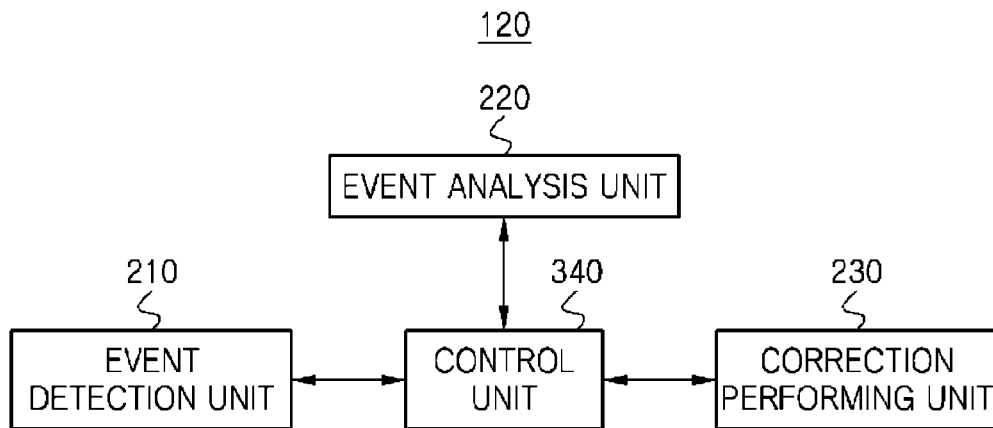 120
220
EVENT ANALYSIS UNIT
210
340
230
EVENT
DETECTION UNIT
CONTROL
UNIT
CORRECTION
PERFORMING UNIT